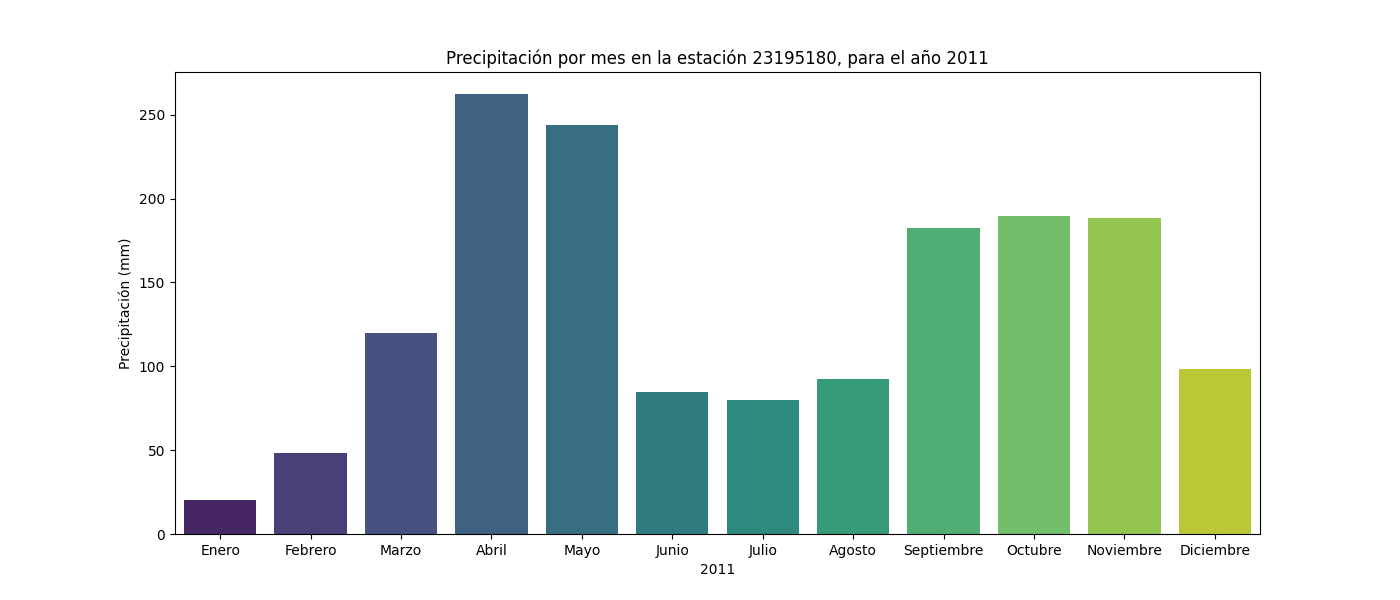 Precipitación por mes en la estación 23195180, para el año 2011
Precipitación (mm)
250
200
150
100
50
0
Enero Febrero Marzo Abril Mayo Junio Julio Agosto Septiembre Octubre Noviembre Diciembre
2011